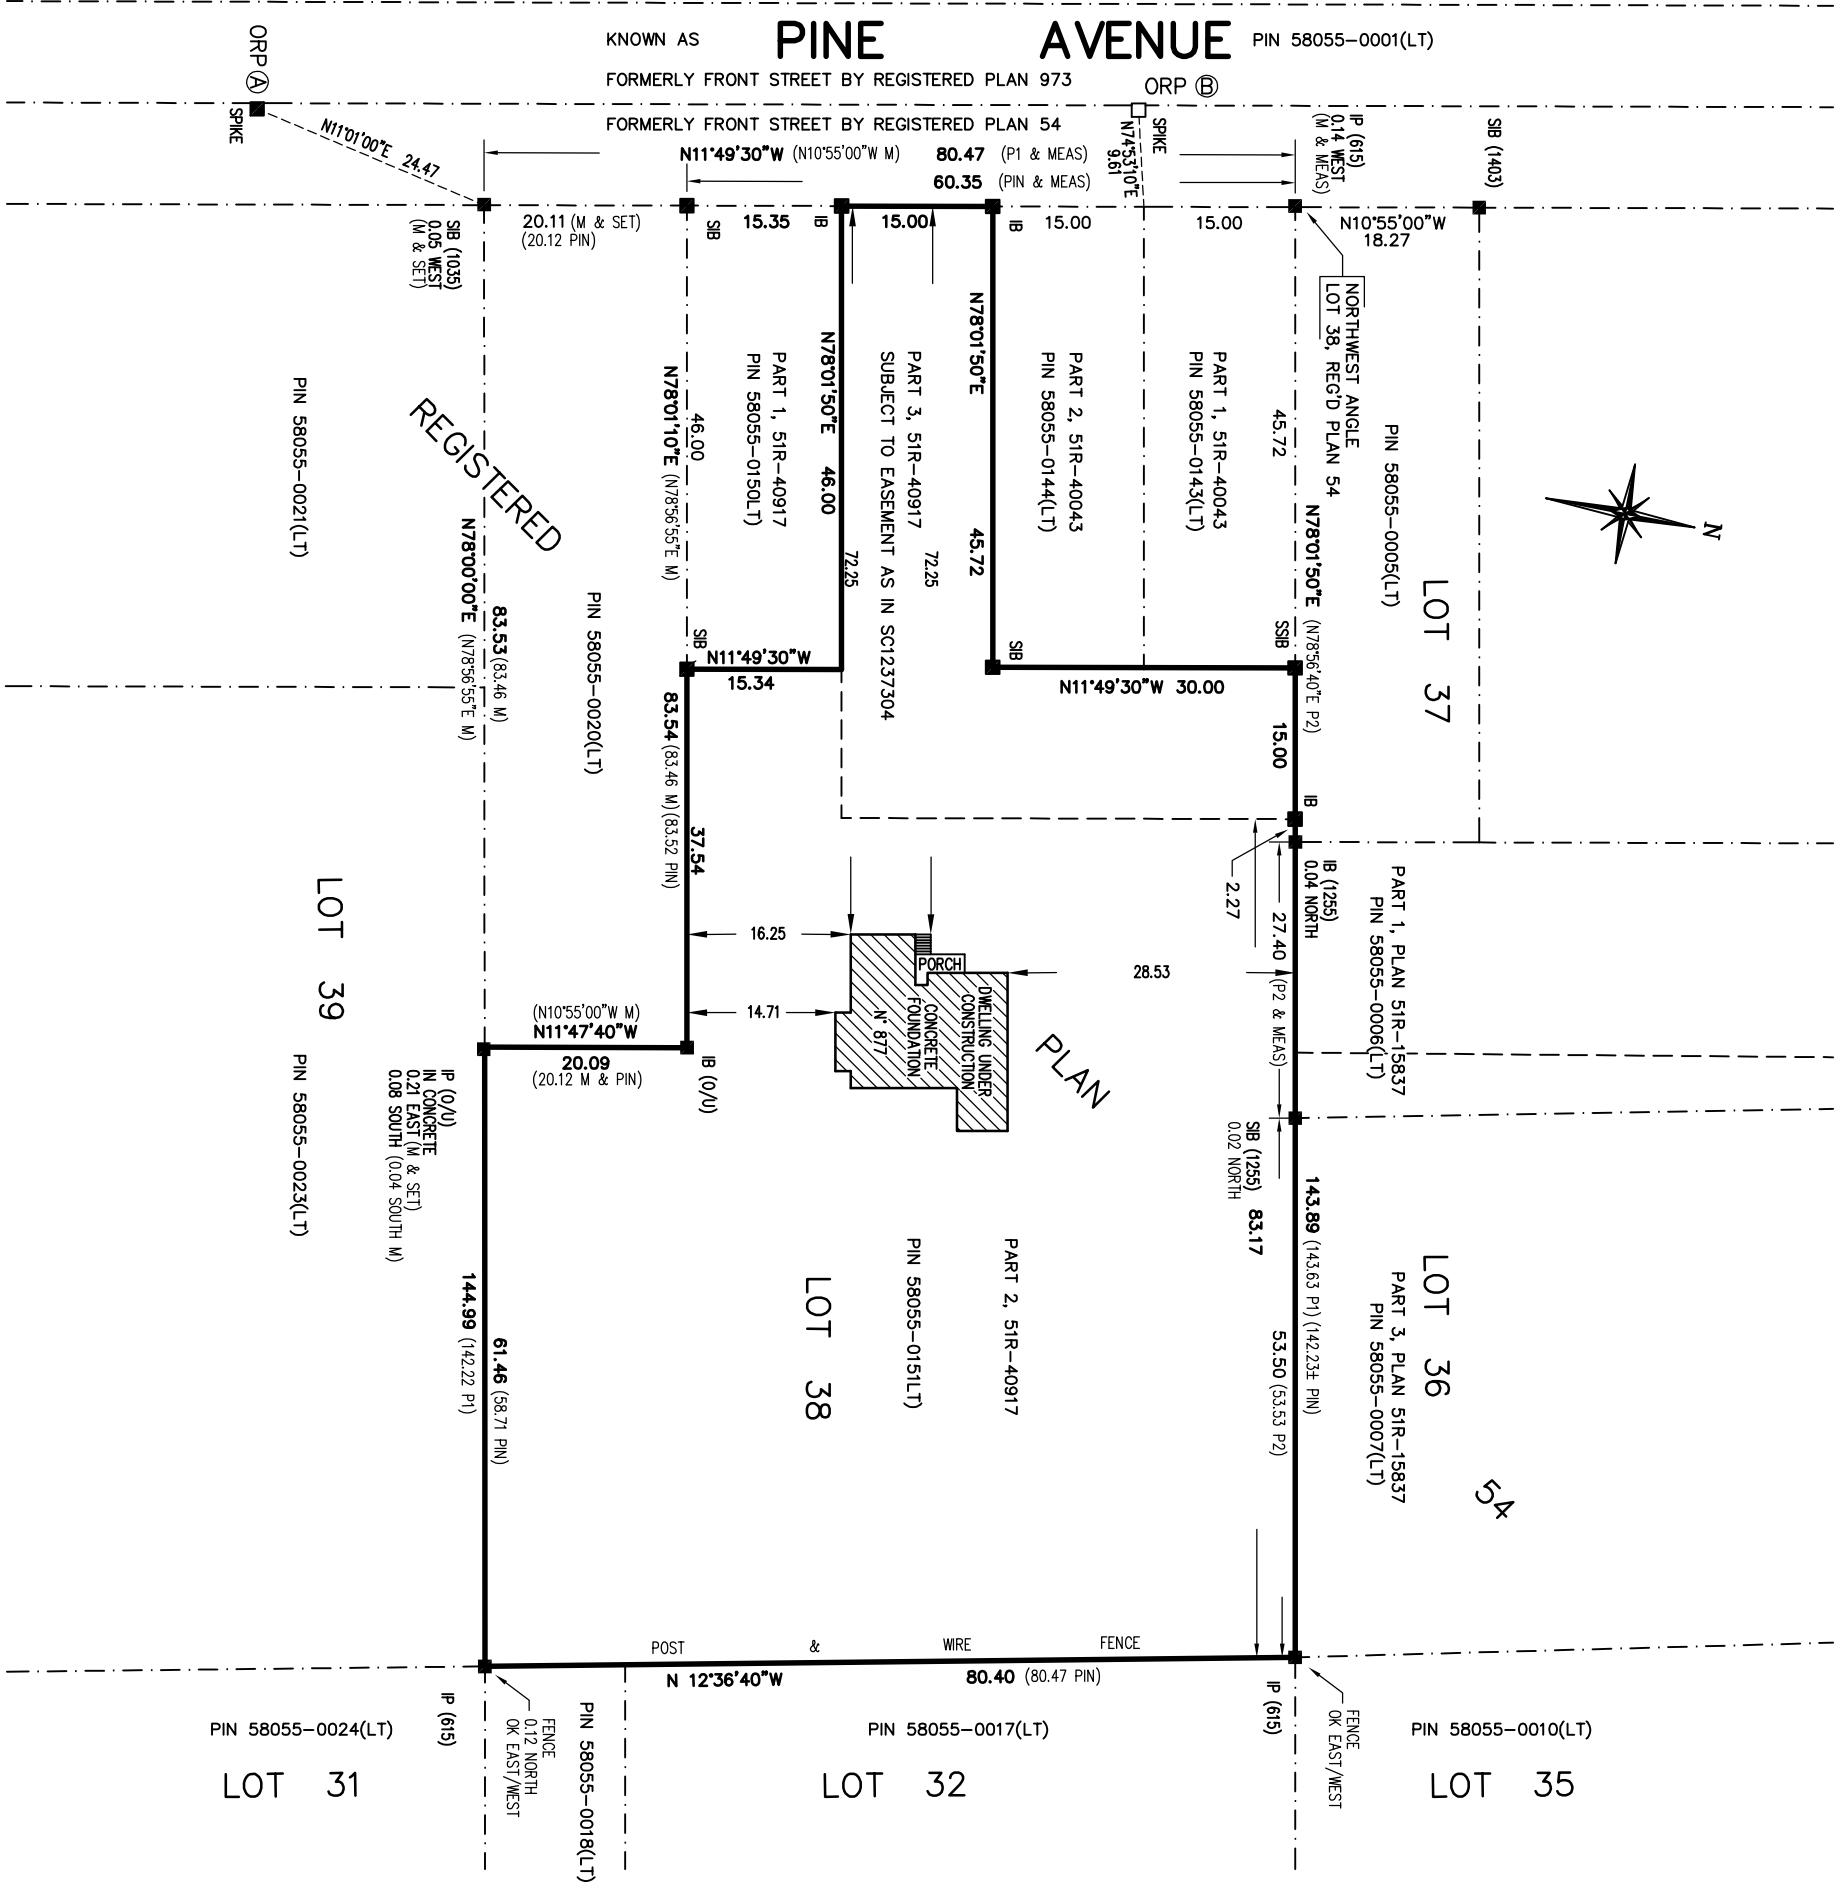 PINE AVENUE
KNOWN AS
PIN 58055-0001(LT)
FORMERLY FRONT STREET BY REGISTERED PLAN 973
FORMERLY FRONT STREET BY REGISTERED PLAN 54
ORP Ⓐ
SPIKE
N11°01'00"E 24.47
ORP Ⓑ
SPIKE
N74°53'10"E
9.61
IP (615)
0.14 WEST
(M & MEAS)
SIB (1403)
N11°49'30"W (N10°55'00"W M) 80.47 (P1 & MEAS)
60.35 (PIN & MEAS)
20.11 (M & SET)
(20.12 PIN)
SIB
15.35
IB
15.00
IB
15.00
15.00
N10°55'00"W
18.27
SIB (1035)
0.05 WEST
(M & SET)
NORTHWEST ANGLE
LOT 38, REG'D PLAN 54
N
PIN 58055-0005(LT)
LOT 37
PIN 58055-0021(LT)
REGISTERED
N78°00'00"E (N78°56'55"E M)
83.53 (83.46 M)
PIN 58055-0020(LT)
46.00
N78°01'10"E (N78°56'55"E M)
PART 1, 51R-40917
PIN 58055-0150LT)
N78°01'50"E 46.00
72.25
72.25
PART 3, 51R-40917
SUBJECT TO EASEMENT AS IN SC1237304
N78°01'50"E
45.72
PART 2, 51R-40043
PIN 58055-0144(LT)
PART 1, 51R-40043
PIN 58055-0143(LT)
45.72
N78°01'50"E (N78°56'40"E P2)
SIB
N11°49'30"W
15.34
SIB
N11°49'30"W 30.00
SSIB
15.00
IB
2.27
83.54 (83.46 M)(83.52 PIN)
37.54
IB (1255)
0.04 NORTH
27.40 (P2 & MEAS)
PART 1, PLAN 51R-15837
PIN 58055-0006(LT)
LOT 39
16.25
14.71
28.53
PORCH
DWELLING UNDER
CONSTRUCTION
CONCRETE
FOUNDATION
N° 877
PLAN
(N10°55'00"W M)
N11°47'40"W
20.09
(20.12 M & PIN)
IB (O/U)
IP (O/U)
IN CONCRETE
0.21 EAST (M & SET)
0.08 SOUTH (0.04 SOUTH M)
PIN 58055-0023(LT)
SIB (1255)
0.02 NORTH
83.17
143.89 (143.63 P1) (142.23± PIN)
53.50 (53.53 P2)
LOT 36
PART 3, PLAN 51R-15837
PIN 58055-0007(LT)
54
PART 2, 51R-40917
PIN 58055-0151LT)
LOT 38
144.99 (142.22 P1)
61.46 (58.71 PIN)
POST & WIRE FENCE
N 12°36'40"W 80.40 (80.47 PIN)
IP (615)
FENCE
0.12 NORTH
OK EAST/WEST
IP (615)
FENCE
OK EAST/WEST
PIN 58055-0018(LT)
PIN 58055-0024(LT)
PIN 58055-0017(LT)
PIN 58055-0010(LT)
LOT 31
LOT 32
LOT 35